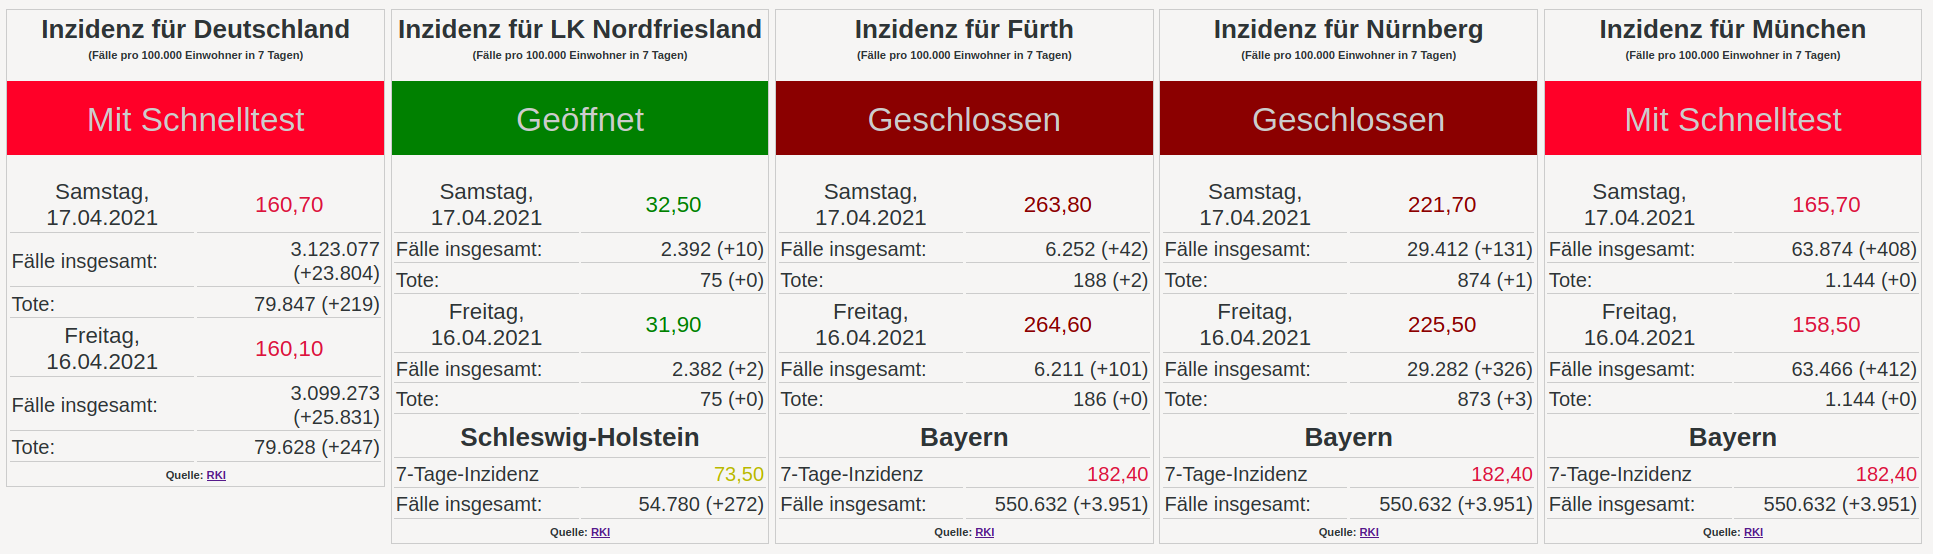 Inzidenz für Deutschland
(Fälle pro 100.000 Einwohner in 7 Tagen)
Mit Schnelltest
Samstag,
17.04.2021
160,70
Fälle insgesamt:
3.123.077
(+23.804)
Tote:
79.847 (+219)
Freitag,
16.04.2021
160,10
Fälle insgesamt:
3.099.273
(+25.831)
Tote:
79.628 (+247)
Quelle: RKI
Inzidenz für LK Nordfriesland
(Fälle pro 100.000 Einwohner in 7 Tagen)
Geöffnet
Samstag,
17.04.2021
32,50
Fälle insgesamt:
2.392 (+10)
Tote:
75 (+0)
Freitag,
16.04.2021
31,90
Fälle insgesamt:
2.382 (+2)
Tote:
75 (+0)
Schleswig-Holstein
7-Tage-Inzidenz
73,50
Fälle insgesamt:
54.780 (+272)
Quelle: RKI
Inzidenz für Fürth
(Fälle pro 100.000 Einwohner in 7 Tagen)
Geschlossen
Samstag,
17.04.2021
263,80
Fälle insgesamt:
6.252 (+42)
Tote:
188 (+2)
Freitag,
16.04.2021
264,60
Fälle insgesamt:
6.211 (+101)
Tote:
186 (+0)
Bayern
7-Tage-Inzidenz
182,40
Fälle insgesamt:
550.632 (+3.951)
Quelle: RKI
Inzidenz für Nürnberg
(Fälle pro 100.000 Einwohner in 7 Tagen)
Geschlossen
Samstag,
17.04.2021
221,70
Fälle insgesamt:
29.412 (+131)
Tote:
874 (+1)
Freitag,
16.04.2021
225,50
Fälle insgesamt:
29.282 (+326)
Tote:
873 (+3)
Bayern
7-Tage-Inzidenz
182,40
Fälle insgesamt:
550.632 (+3.951)
Quelle: RKI
Inzidenz für München
(Fälle pro 100.000 Einwohner in 7 Tagen)
Mit Schnelltest
Samstag,
17.04.2021
165,70
Fälle insgesamt:
63.874 (+408)
Tote:
1.144 (+0)
Freitag,
16.04.2021
158,50
Fälle insgesamt:
63.466 (+412)
Tote:
1.144 (+0)
Bayern
7-Tage-Inzidenz
182,40
Fälle insgesamt:
550.632 (+3.951)
Quelle: RKI